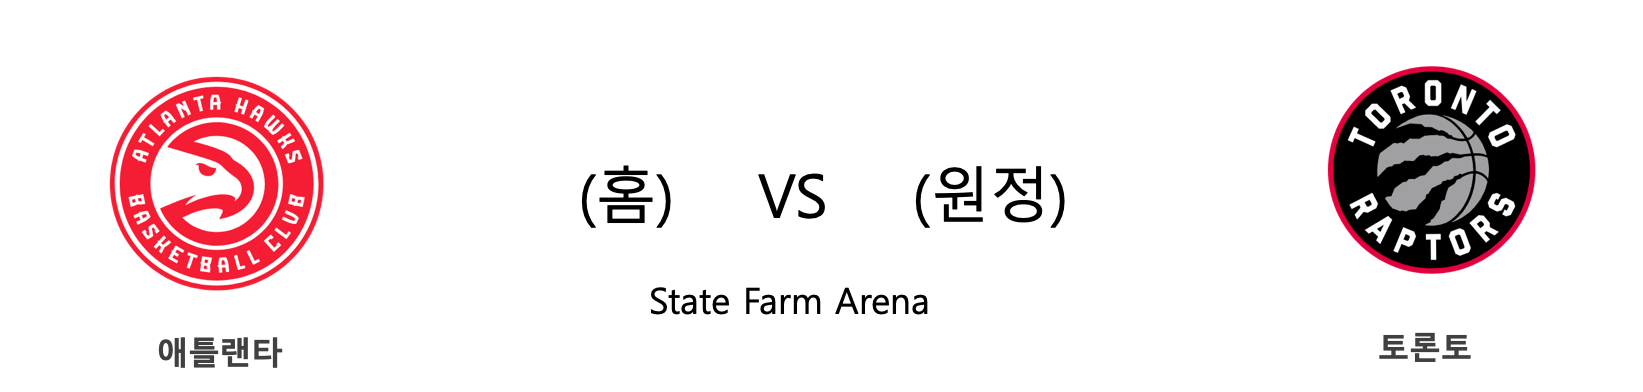 ATLANTA HAWKS
BASKETBALL CLUB
(홈) VS (원정)
TORONTO
RAPTORS
State Farm Arena
애틀랜타
토론토